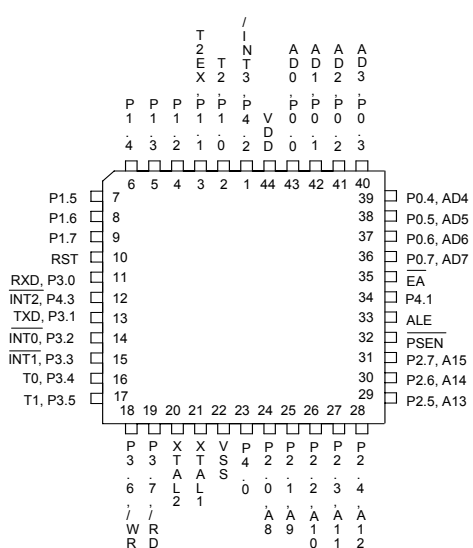 P1.4
P1.3
P1.2
T2EX,P1.1
T2,P1.0
/INT3,P4.2
VDD
AD0,P0.0
AD1,P0.1
AD2,P0.2
AD3,P0.3
6 5 4 3 2 1 44 43 42 41 40
P1.5 7
P1.6 8
P1.7 9
RST 10
RXD, P3.0 11
INT2, P4.3 12
TXD, P3.1 13
INT0, P3.2 14
INT1, P3.3 15
T0, P3.4 16
T1, P3.5 17
39 P0.4, AD4
38 P0.5, AD5
37 P0.6, AD6
36 P0.7, AD7
35 EA
34 P4.1
33 ALE
32 PSEN
31 P2.7, A15
30 P2.6, A14
29 P2.5, A13
18 19 20 21 22 23 24 25 26 27 28
P3.6,/WR
P3.7,/RD
XTAL2
XTAL1
VSS
P4.0
P2.0,A8
P2.1,A9
P2.2,A10
P2.3,A11
P2.4,A12